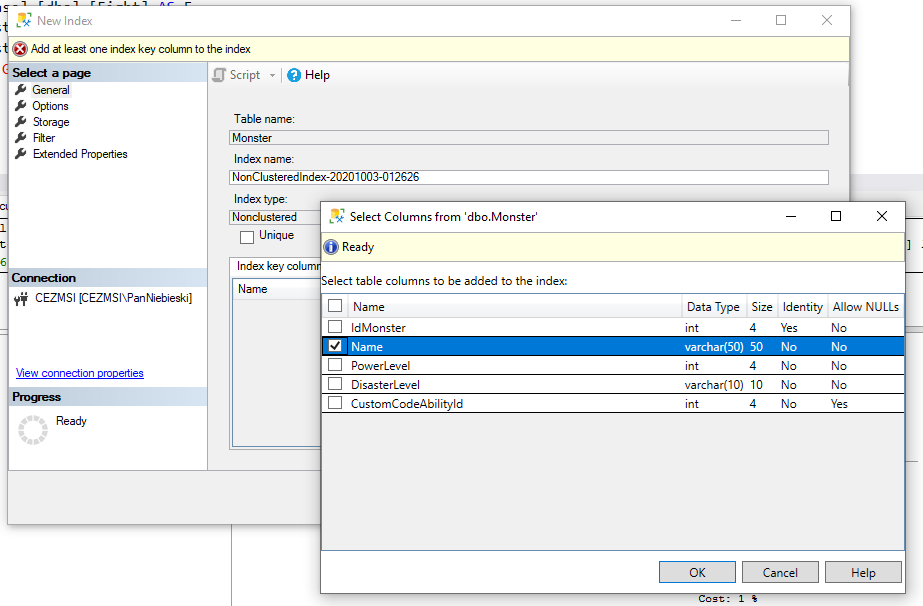 New Index
Add at least one index key column to the index
Select a page
General
Options
Storage
Filter
Extended Properties
Connection
CEZMSI [CEZMSI\PanNiebieski]
View connection properties
Progress
Ready
Script
Help
Table name:
Monster
Index name:
NonClusteredIndex-20201003-012626
Index type:
Nonclustered
Unique
Index key column
Name
Select Columns from 'dbo.Monster'
Ready
Select table columns to be added to the index:
Name Data Type Size Identity Allow NULLs
IdMonster int 4 Yes No
Name varchar(50) 50 No No
PowerLevel int 4 No No
DisasterLevel varchar(10) 10 No No
CustomCodeAbilityId int 4 No Yes
OK Cancel Help
Cost: 1 %